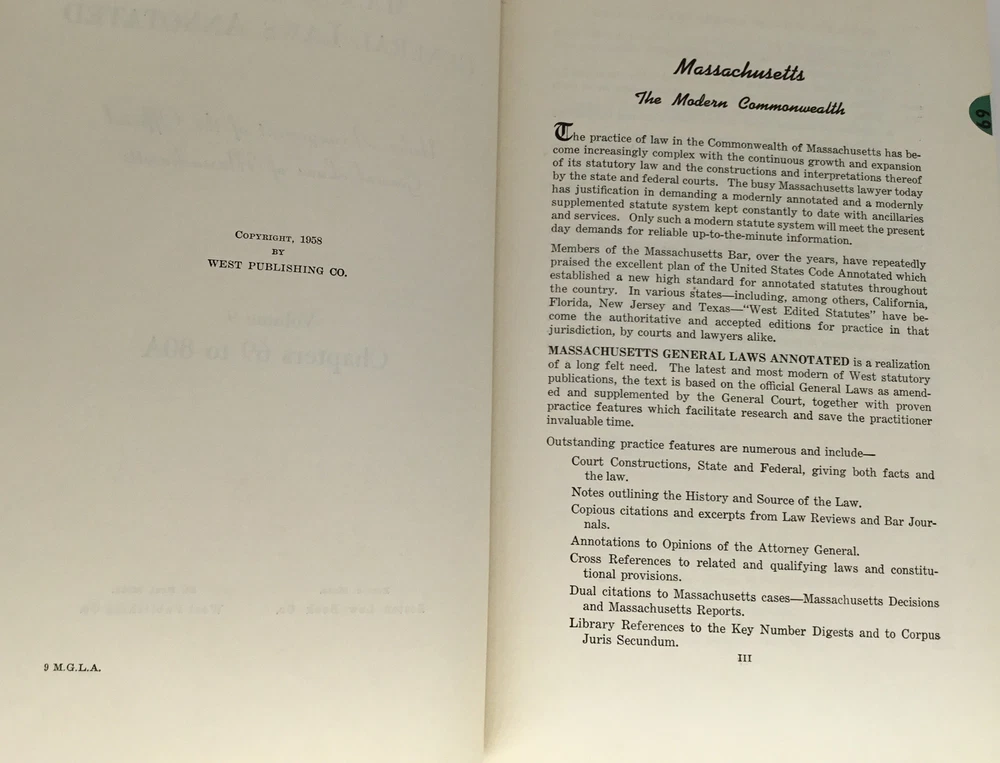 COPYRIGHT, 1958
BY
WEST PUBLISHING CO.
9 M.G.L.A.
Massachusetts
The Modern Commonwealth
The practice of law in the Commonwealth of Massachusetts has be-
come increasingly complex with the continuous growth and expansion
of its statutory law and the constructions and interpretations thereof
by the state and federal courts. The busy Massachusetts lawyer today
has justification in demanding a modernly annotated and a modernly
supplemented statute system kept constantly to date with ancillaries
and services. Only such a modern statute system will meet the present
day demands for reliable up-to-the-minute information.
Members of the Massachusetts Bar, over the years, have repeatedly
praised the excellent plan of the United States Code Annotated which
established a new high standard for annotated statutes throughout
the country. In various states—including, among others, California,
Florida, New Jersey and Texas—"West Edited Statutes" have be-
come the authoritative and accepted editions for practice in that
jurisdiction, by courts and lawyers alike.
MASSACHUSETTS GENERAL LAWS ANNOTATED is a realization
of a long felt need. The latest and most modern of West statutory
publications, the text is based on the official General Laws as amend-
ed and supplemented by the General Court, together with proven
practice features which facilitate research and save the practitioner
invaluable time.
Outstanding practice features are numerous and include—
Court Constructions, State and Federal, giving both facts and
the law.
Notes outlining the History and Source of the Law.
Copious citations and excerpts from Law Reviews and Bar Jour-
nals.
Annotations to Opinions of the Attorney General.
Cross References to related and qualifying laws and constitu-
tional provisions.
Dual citations to Massachusetts cases—Massachusetts Decisions
and Massachusetts Reports.
Library References to the Key Number Digests and to Corpus
Juris Secundum.
III
69